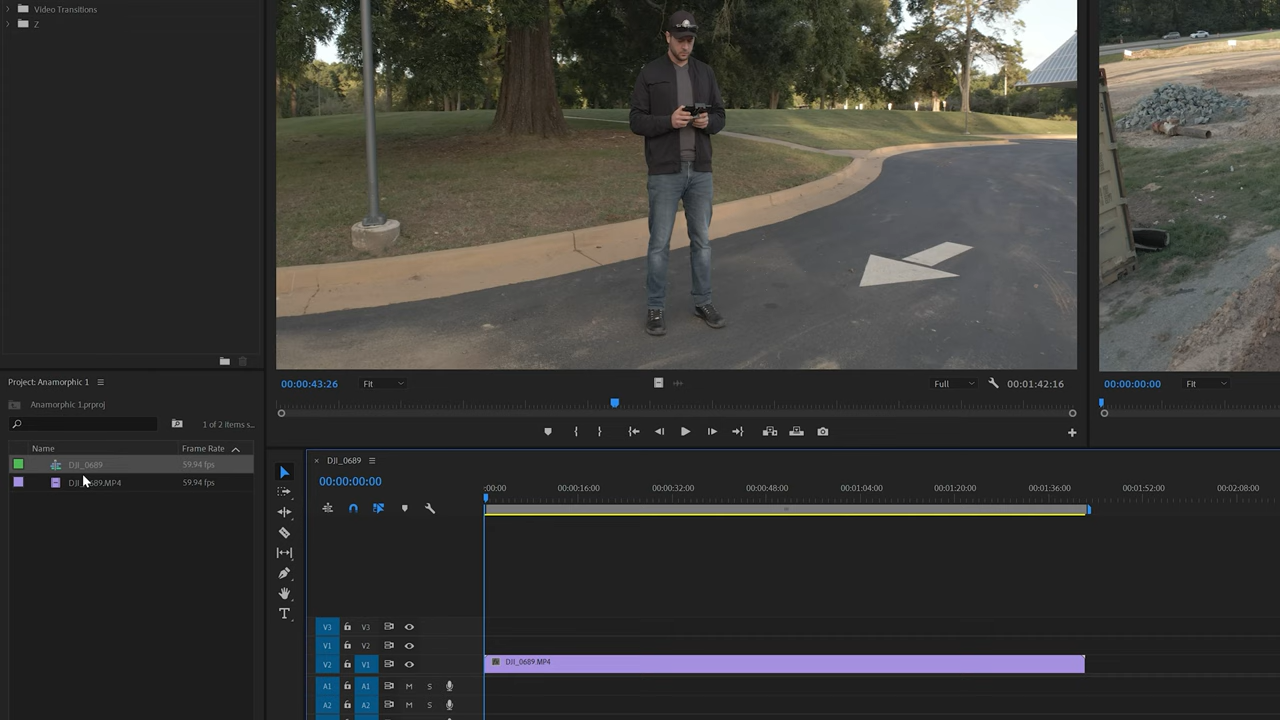 Video Transitions
Z
00:00:43:26
Fit
Full
00:01:42:16
00:00:00:00
Fit
Project: Anamorphic 1
Anamorphic 1.prproj
1 of 2 items s...
Name
Frame Rate
DJI_0689
59.94 fps
DJI_0689.MP4
59.94 fps
× DJI_0689
00:00:00:00
:00:00
00:00:16:00
00:00:32:00
00:00:48:00
00:01:04:00
00:01:20:00
00:01:36:00
00:01:52:00
00:02:08:00
T
V3 V3
V1 V2
V2 V1
DJI_0689.MP4
A1 A1 M S
A2 A2 M S